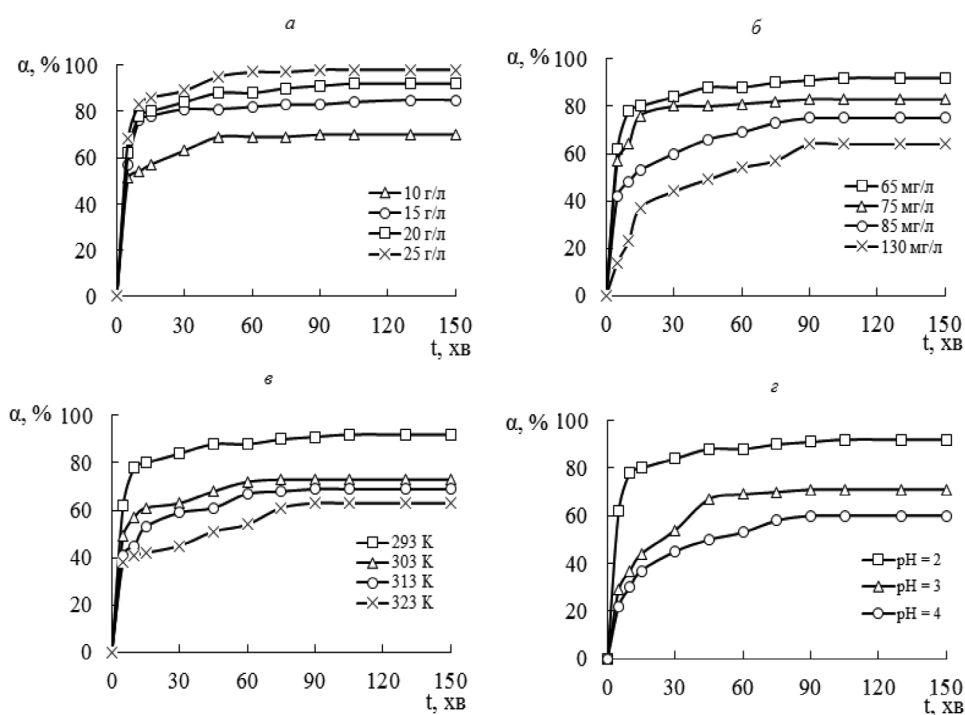 а
α, %
100
80
60
40
20
0
10 г/л
15 г/л
20 г/л
25 г/л
0 30 60 90 120 150
t, хв
б
α, %
100
80
60
40
20
0
65 мг/л
75 мг/л
85 мг/л
130 мг/л
0 30 60 90 120 150
t, хв
в
α, %
100
80
60
40
20
0
293 K
303 K
313 K
323 K
0 30 60 90 120 150
t, хв
г
α, %
100
80
60
40
20
0
pH = 2
pH = 3
pH = 4
0 30 60 90 120 150
t, хв